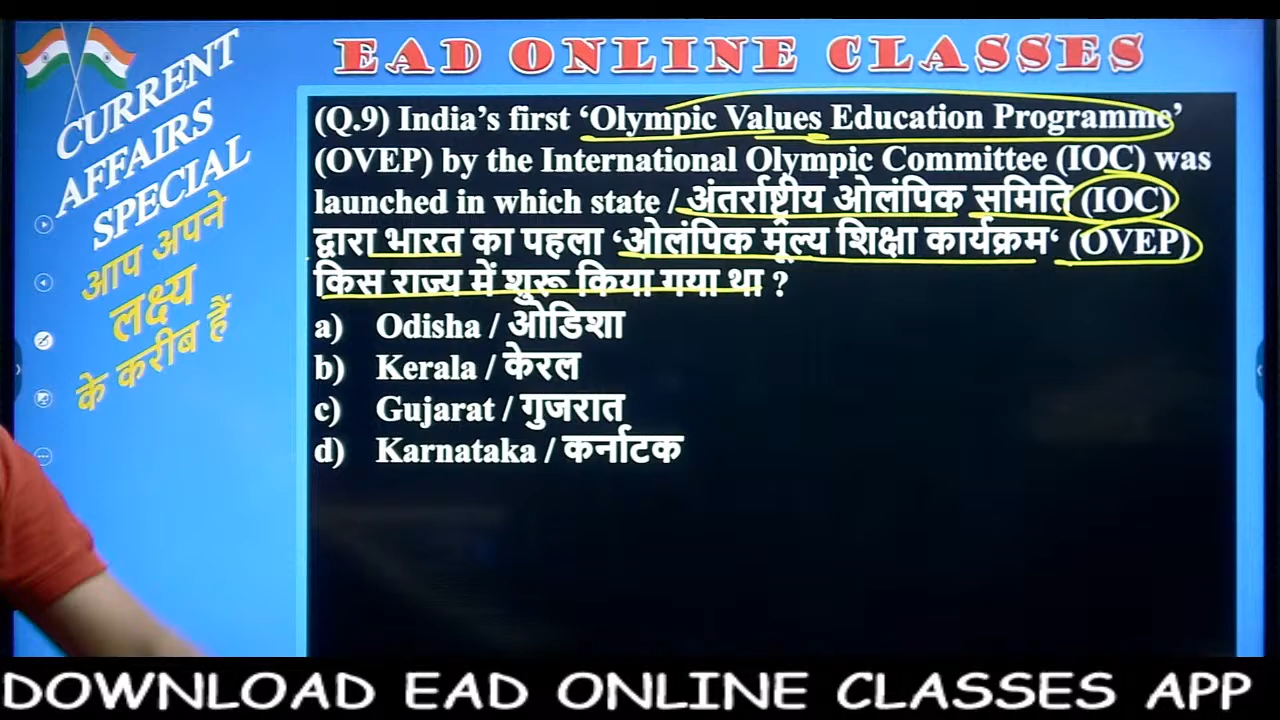 CURRENT
AFFAIRS
SPECIAL
आप अपने
लक्ष्य
के करीब हैं
EAD ONLINE CLASSES
(Q.9) India's first ‘Olympic Values Education Programme’
(OVEP) by the International Olympic Committee (IOC) was
launched in which state / अंतर्राष्ट्रीय ओलंपिक समिति (IOC)
द्वारा भारत का पहला ‘ओलंपिक मूल्य शिक्षा कार्यक्रम‘ (OVEP)
किस राज्य में शुरू किया गया था ?
a) Odisha / ओडिशा
b) Kerala / केरल
c) Gujarat / गुजरात
d) Karnataka / कर्नाटक
DOWNLOAD EAD ONLINE CLASSES APP